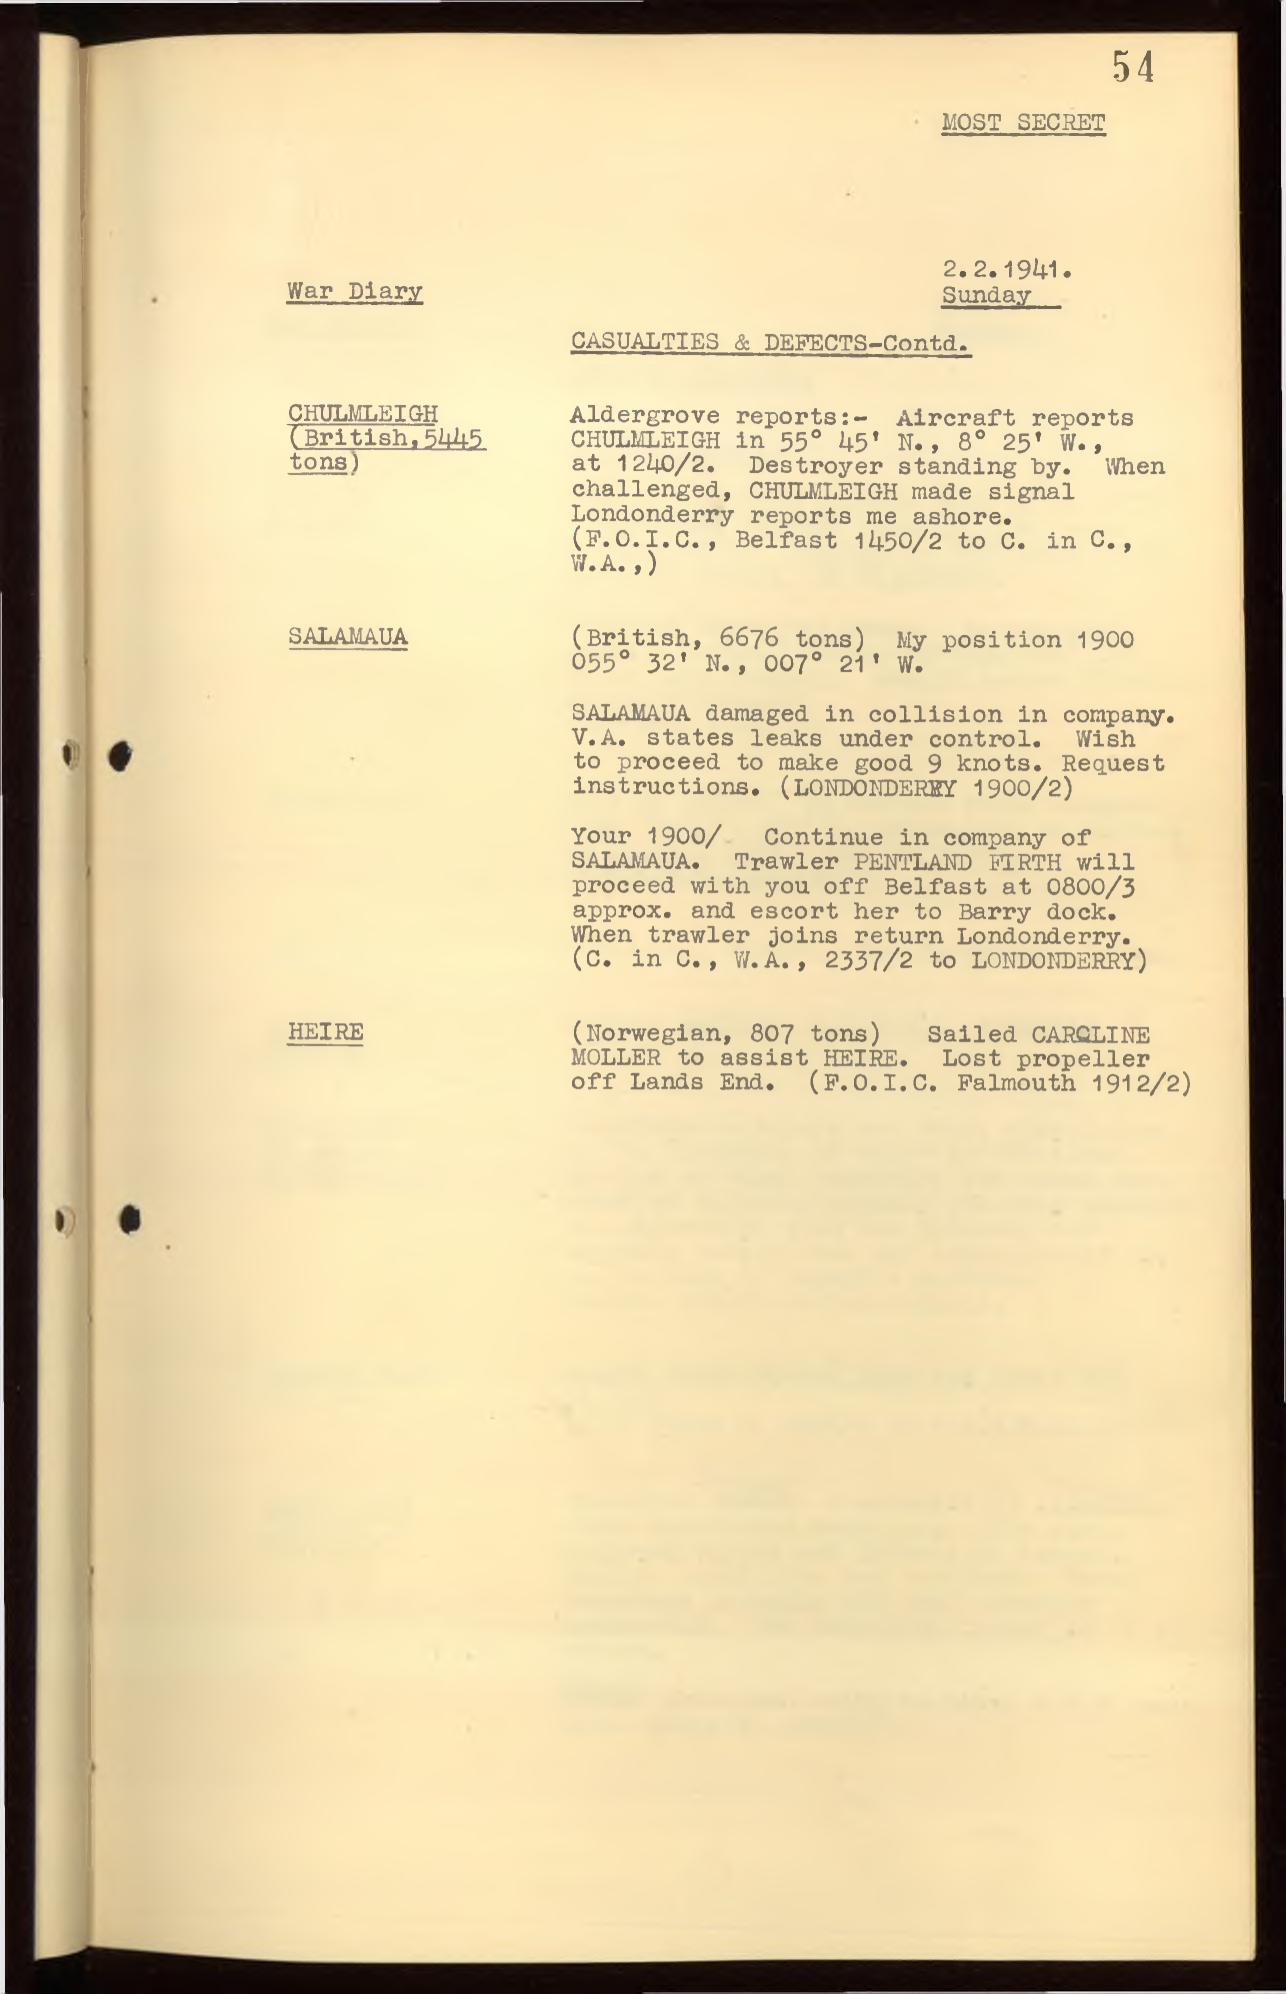 54
MOST SECRET
2.2.1941.
War Diary
Sunday
CASUALTIES & DEFECTS-Contd.
CHULMLEIGH
(British,5445
tons)
Aldergrove reports:- Aircraft reports
CHULMLEIGH in 55° 45' N., 8° 25' W.,
at 1240/2. Destroyer standing by. When
challenged, CHULMLEIGH made signal
Londonderry reports me ashore.
(F.O.I.C., Belfast 1450/2 to C. in C.,
W.A.,)
SALAMAUA
(British, 6676 tons) My position 1900
055° 32' N., 007° 21' W.
SALAMAUA damaged in collision in company.
V.A. states leaks under control. Wish
to proceed to make good 9 knots. Request
instructions. (LONDONDERRY 1900/2)
Your 1900/ Continue in company of
SALAMAUA. Trawler PENTLAND FIRTH will
proceed with you off Belfast at 0800/3
approx. and escort her to Barry dock.
When trawler joins return Londonderry.
(C. in C., W.A., 2337/2 to LONDONDERRY)
HEIRE
(Norwegian, 807 tons) Sailed CAROLINE
MOLLER to assist HEIRE. Lost propeller
off Lands End. (F.O.I.C. Falmouth 1912/2)